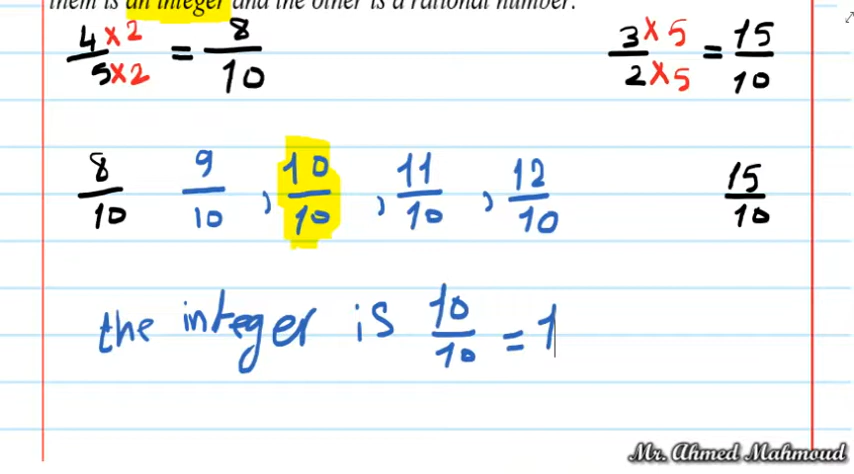 them is an integer and the other is a rational number.
4×2/5×2 = 8/10 3×5/2×5 = 15/10
8/10 9/10 , 10/10 , 11/10 , 12/10 15/10
the integer is 10/10 = 1
Mr. Ahmed Mahmoud